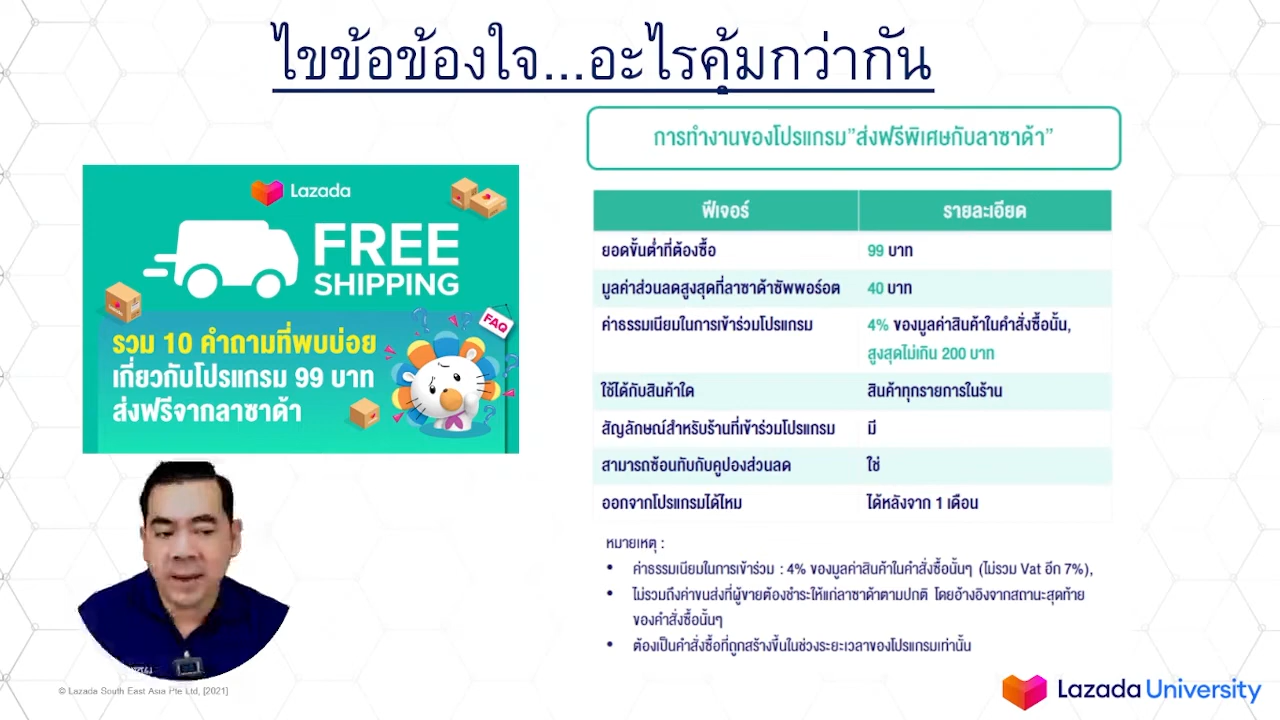 ไขข้อข้องใจ...อะไรคุ้มกว่ากัน
การทำงานของโปรแกรม"ส่งฟรีพิเศษกับลาซาด้า"
Lazada
FREE
SHIPPING
FAQ
รวม 10 คำถามที่พบบ่อย
เกี่ยวกับโปรแกรม 99 บาท
ส่งฟรีจากลาซาด้า
ฟีเจอร์ รายละเอียด
ยอดขั้นต่ำที่ต้องซื้อ 99 บาท
มูลค่าส่วนลดสูงสุดที่ลาซาด้าซัพพอร์อต 40 บาท
ค่าธรรมเนียมในการเข้าร่วมโปรแกรม 4% ของมูลค่าสินค้าในคำสั่งซื้อนั้น,
สูงสุดไม่เกิน 200 บาท
ใช้ได้กับสินค้าใด สินค้าทุกรายการในร้าน
สัญลักษณ์สำหรับร้านที่เข้าร่วมโปรแกรม มี
สามารถซ้อนทับกับคูปองส่วนลด ใช่
ออกจากโปรแกรมได้ไหม ได้หลังจาก 1 เดือน
หมายเหตุ :
• ค่าธรรมเนียมในการเข้าร่วม : 4% ของมูลค่าสินค้าในคำสั่งซื้อนั้นๆ (ไม่รวม Vat อีก 7%),
• ไม่รวมถึงค่าขนส่งที่ผู้ขายต้องชำระให้แก่ลาซาด้าตามปกติ โดยอ้างอิงจากสถานะสุดท้าย
ของคำสั่งซื้อนั้นๆ
• ต้องเป็นคำสั่งซื้อที่ถูกสร้างขึ้นในช่วงระยะเวลาของโปรแกรมเท่านั้น
© Lazada South East Asia Pte Ltd, [2021]
Lazada University